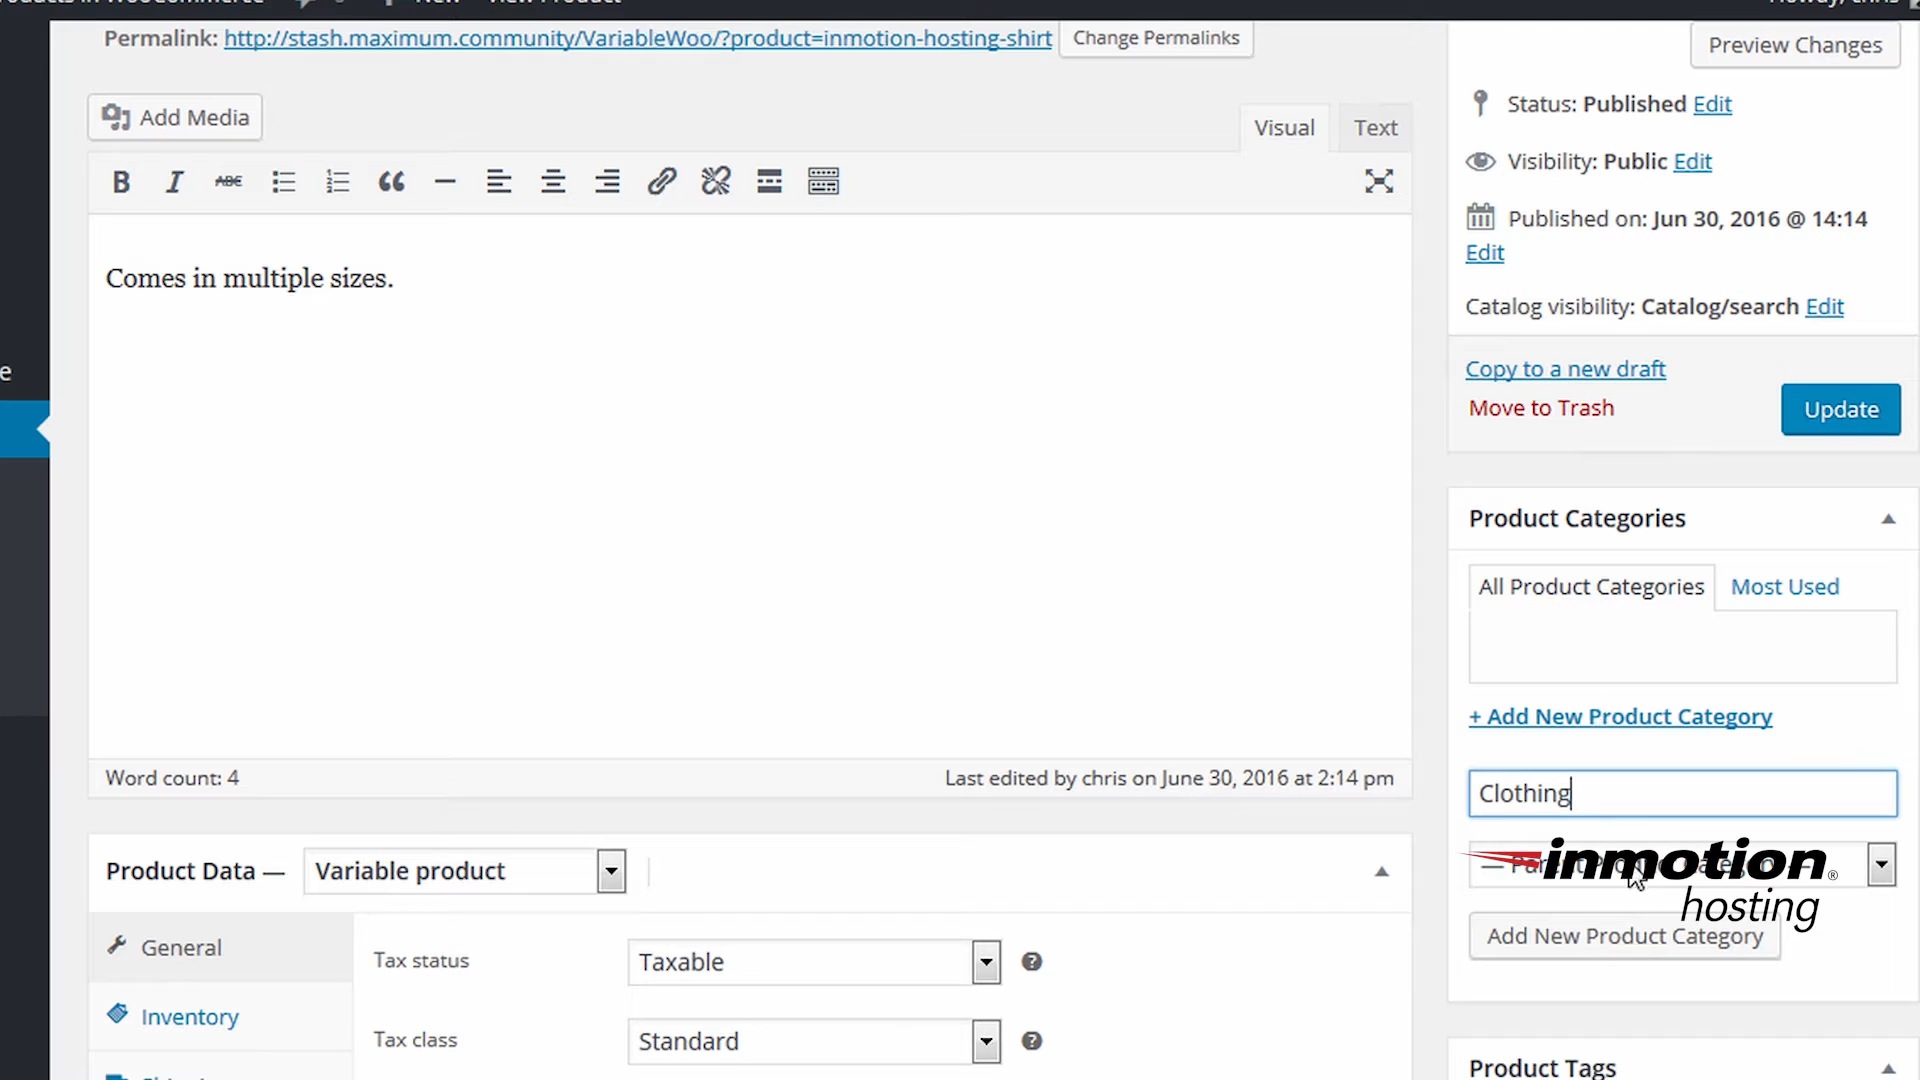 Permalink: http://stash.maximum.community/VariableWoo/?product=inmotion-hosting-shirt Change Permalinks
Preview Changes
Add Media
Visual Text
B I ABC
Comes in multiple sizes.
Word count: 4 Last edited by chris on June 30, 2016 at 2:14 pm
Status: Published Edit
Visibility: Public Edit
Published on: Jun 30, 2016 @ 14:14
Edit
Catalog visibility: Catalog/search Edit
Copy to a new draft
Move to Trash
Update
Product Categories
All Product Categories Most Used
+ Add New Product Category
Clothing
inmotion®
hosting
Add New Product Category
Product Tags
Product Data — Variable product
General
Inventory
Tax status Taxable
Tax class Standard